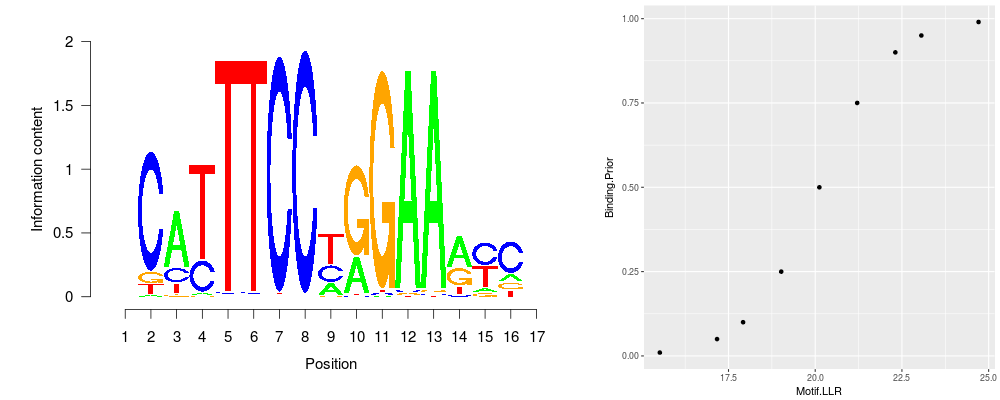 Information content
2
1.5
1
0.5
0
C A T T T C C T G G A A A C C
G C C C A G T A
T T A T A G
T
1 2 3 4 5 6 7 8 9 10 11 12 13 14 15 16 17
Position
Binding.Prior
1.00
0.75
0.50
0.25
0.00
17.5 20.0 22.5 25.0
Motif.LLR